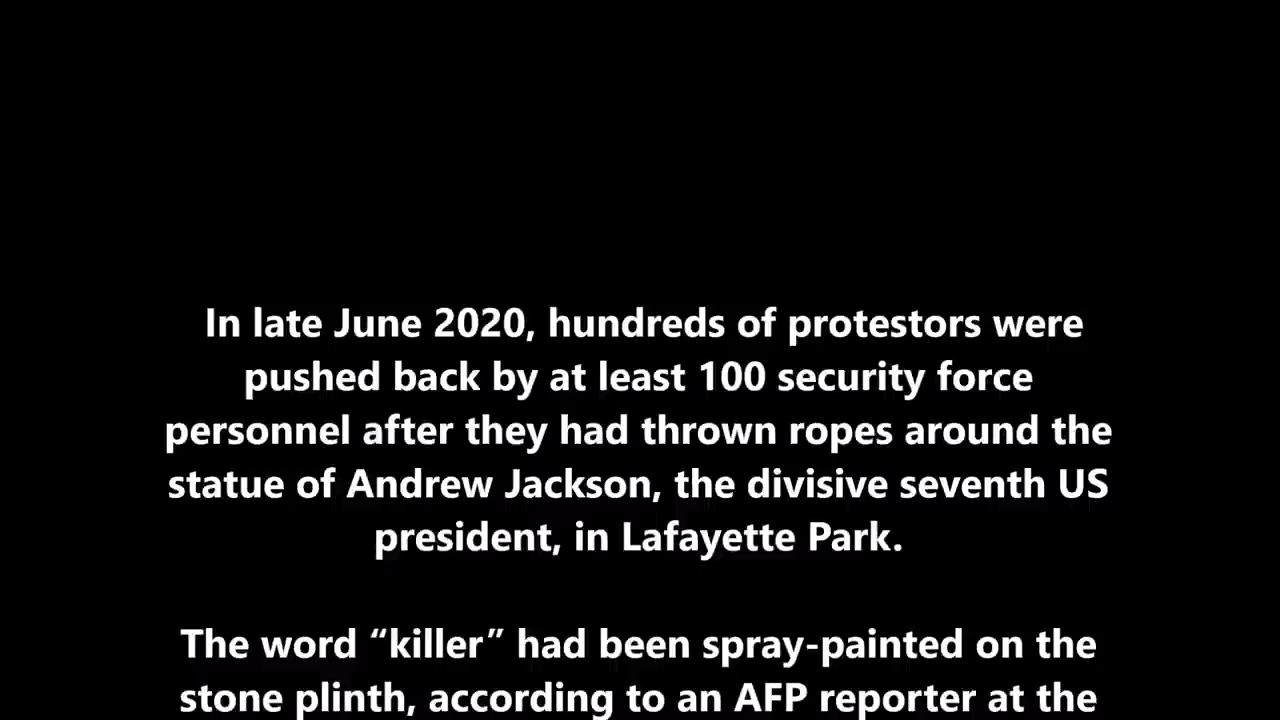 In late June 2020, hundreds of protestors were
pushed back by at least 100 security force
personnel after they had thrown ropes around the
statue of Andrew Jackson, the divisive seventh US
president, in Lafayette Park.
The word “killer” had been spray-painted on the
stone plinth, according to an AFP reporter at the